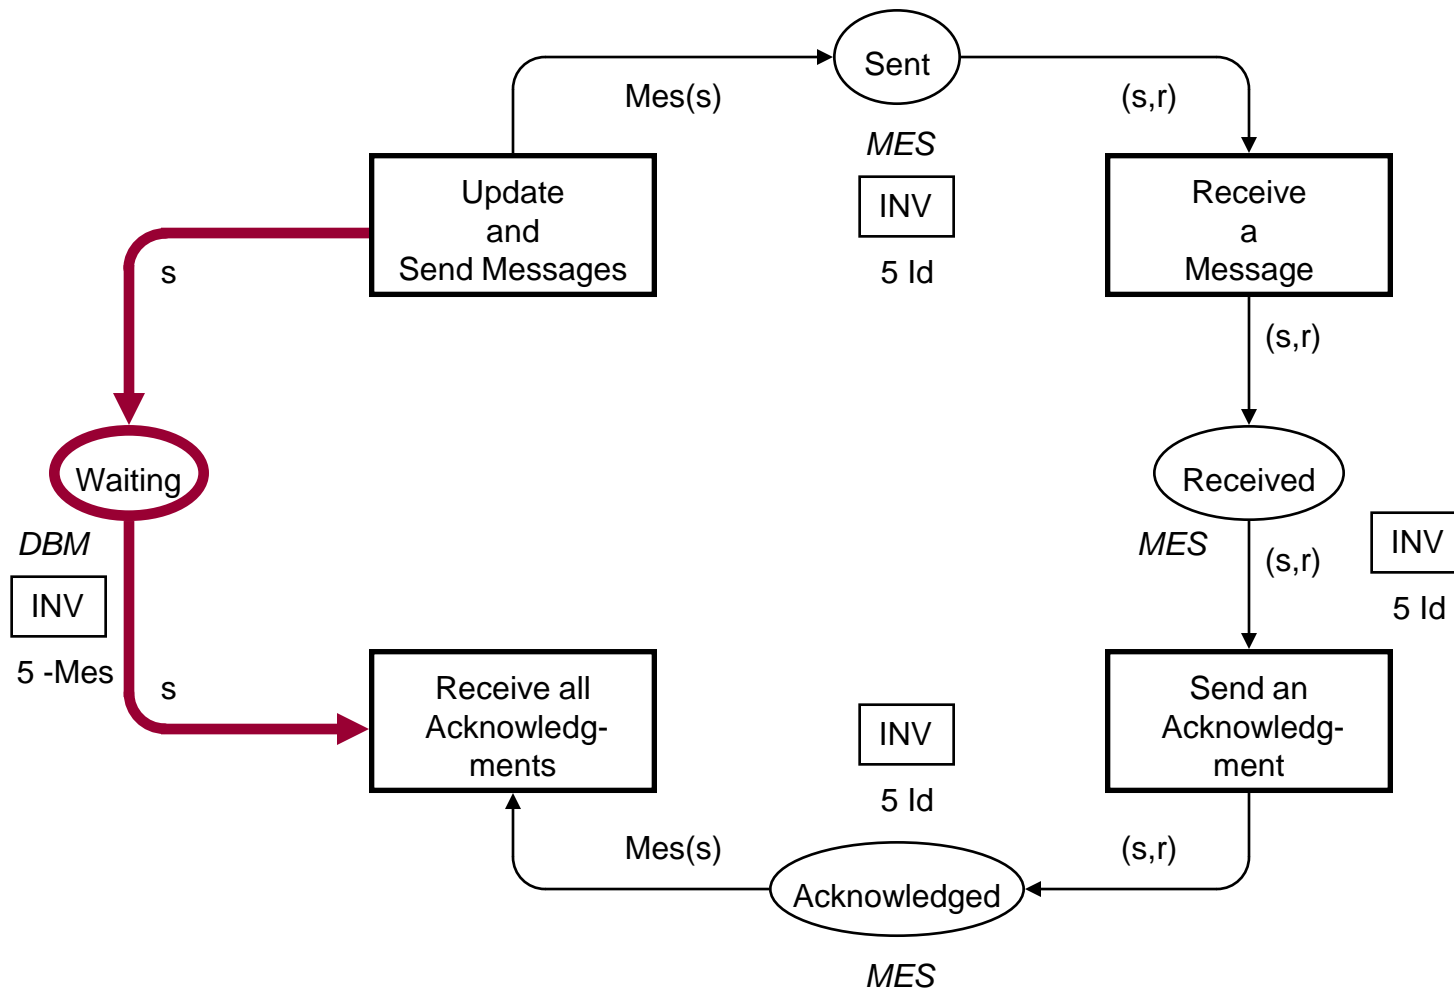 Sent
Mes(s)
(s,r)
MES
INV
5 Id
Update
and
Send Messages
Receive
a
Message
s
(s,r)
Waiting
DBM
INV
5 -Mes
s
Received
MES
(s,r)
INV
5 Id
Receive all
Acknowledg-
ments
INV
5 Id
Send an
Acknowledg-
ment
Mes(s)
(s,r)
Acknowledged
MES